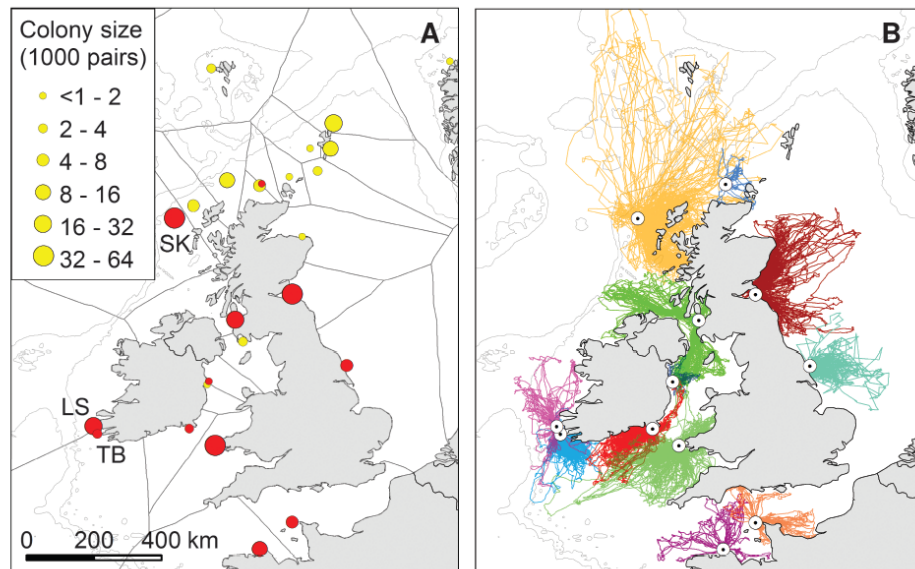 Colony size
(1000 pairs)
<1 - 2
2 - 4
4 - 8
8 - 16
16 - 32
32 - 64
A
B
SK
LS
TB
0 200 400 km